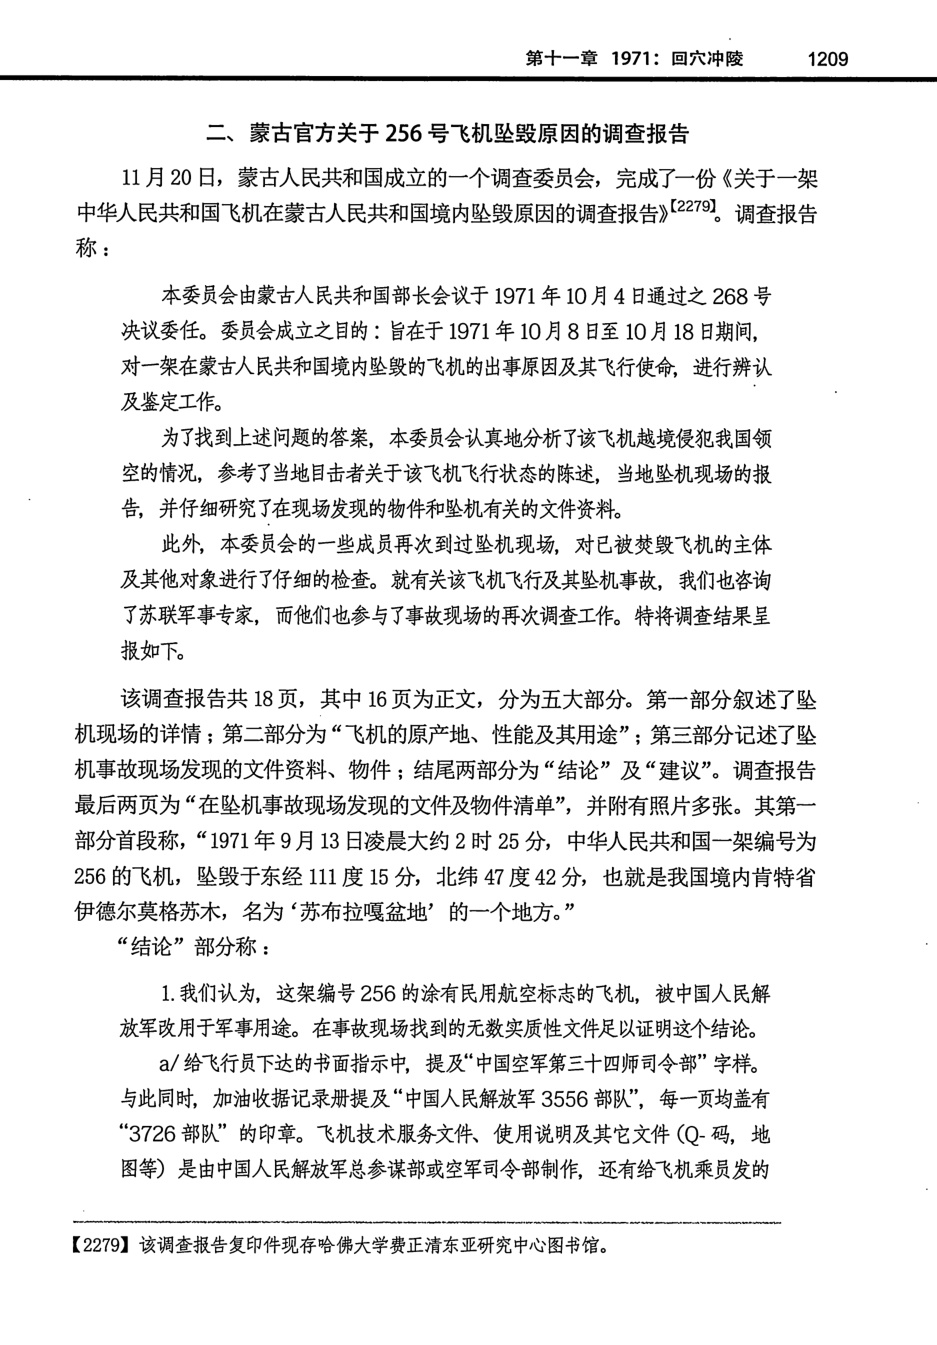 第十一章 1971：回穴冲陵 1209
二、蒙古官方关于 256 号飞机坠毁原因的调查报告
11 月 20 日，蒙古人民共和国成立的一个调查委员会，完成了一份《关于一架
中华人民共和国飞机在蒙古人民共和国境内坠毁原因的调查报告》【2279】。调查报告
称：
本委员会由蒙古人民共和国部长会议于 1971 年 10 月 4 日通过之 268 号
决议委任。委员会成立之目的：旨在于 1971 年 10 月 8 日至 10 月 18 日期间，
对一架在蒙古人民共和国境内坠毁的飞机的出事原因及其飞行使命，进行辨认
及鉴定工作。
为了找到上述问题的答案，本委员会认真地分析了该飞机越境侵犯我国领
空的情况，参考了当地目击者关于该飞机飞行状态的陈述，当地坠机现场的报
告，并仔细研究了在现场发现的物件和坠机有关的文件资料。
此外，本委员会的一些成员再次到过坠机现场，对已被焚毁飞机的主体
及其他对象进行了仔细的检查。就有关该飞机飞行及其坠机事故，我们也咨询
了苏联军事专家，而他们也参与了事故现场的再次调查工作。特将调查结果呈
报如下。
该调查报告共 18 页，其中 16 页为正文，分为五大部分。第一部分叙述了坠
机现场的详情；第二部分为“飞机的原产地、性能及其用途”；第三部分记述了坠
机事故现场发现的文件资料、物件；结尾两部分为“结论”及“建议”。调查报告
最后两页为“在坠机事故现场发现的文件及物件清单”，并附有照片多张。其第一
部分首段称，“1971 年 9 月 13 日凌晨大约 2 时 25 分，中华人民共和国一架编号为
256 的飞机，坠毁于东经 111 度 15 分，北纬 47 度 42 分，也就是我国境内肯特省
伊德尔莫格苏木，名为‘苏布拉嘎盆地’的一个地方。”
“结论”部分称：
1. 我们认为，这架编号 256 的涂有民用航空标志的飞机，被中国人民解
放军改用于军事用途。在事故现场找到的无数实质性文件足以证明这个结论。
a/ 给飞行员下达的书面指示中，提及“中国空军第三十四师司令部”字样。
与此同时，加油收据记录册提及“中国人民解放军 3556 部队”，每一页均盖有
“3726 部队”的印章。飞机技术服务文件、使用说明及其它文件（Q- 码，地
图等）是由中国人民解放军总参谋部或空军司令部制作，还有给飞机乘员发的
【2279】该调查报告复印件现存哈佛大学费正清东亚研究中心图书馆。